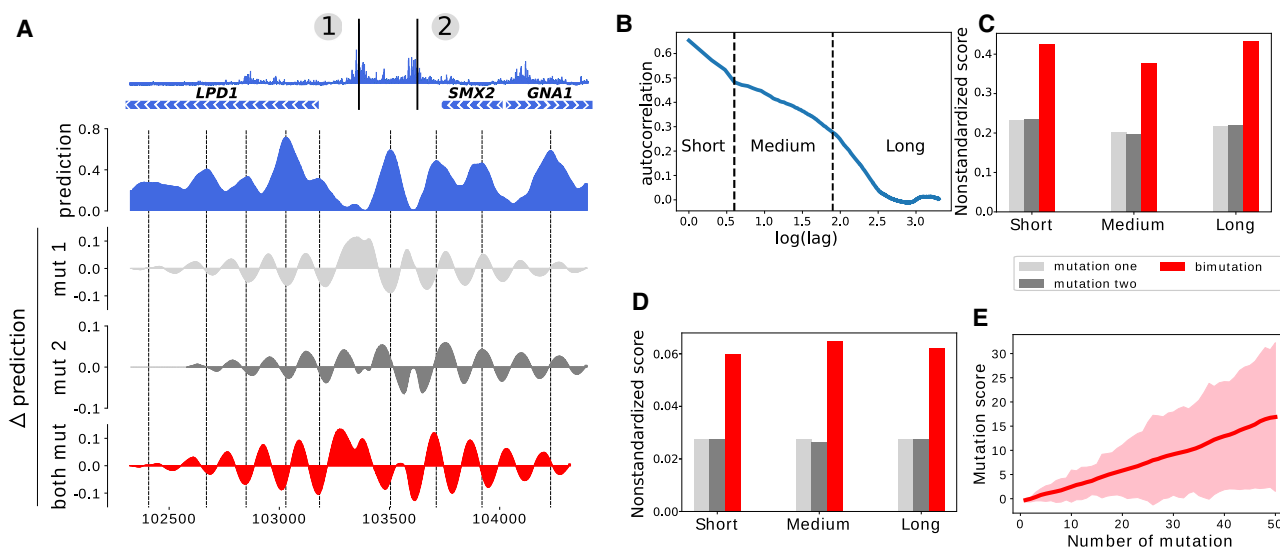 A
1
2
LPD1
SMX2
GNA1
prediction
0.8
0.4
0.0
Δ prediction
mut 1
0.1
0.0
-0.1
mut 2
0.1
0.0
-0.1
both mut
0.1
0.0
-0.1
102500 103000 103500 104000
B
autocorrelation
0.6
0.5
0.4
0.3
0.2
0.1
0.0
Short Medium Long
0.0 0.5 1.0 1.5 2.0 2.5 3.0
log(lag)
C
Nonstandardized score
0.4
0.3
0.2
0.1
0.0
Short Medium Long
mutation one bimutation
mutation two
D
Nonstandardized score
0.06
0.04
0.02
0.00
Short Medium Long
E
Mutation score
30
25
20
15
10
5
0
0 10 20 30 40 50
Number of mutation